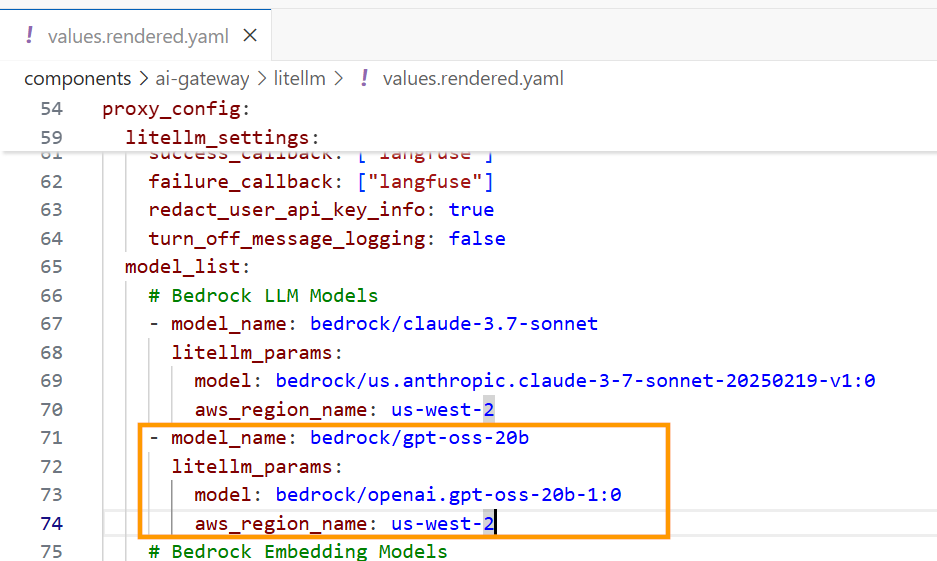 ! values.rendered.yaml ×
components > ai-gateway > litellm > ! values.rendered.yaml
54 proxy_config:
59 litellm_settings:
61 success_callback: ["langfuse"]
62 failure_callback: ["langfuse"]
63 redact_user_api_key_info: true
64 turn_off_message_logging: false
65 model_list:
66 # Bedrock LLM Models
67 - model_name: bedrock/claude-3.7-sonnet
68 litellm_params:
69 model: bedrock/us.anthropic.claude-3-7-sonnet-20250219-v1:0
70 aws_region_name: us-west-2
71 - model_name: bedrock/gpt-oss-20b
72 litellm_params:
73 model: bedrock/openai.gpt-oss-20b-1:0
74 aws_region_name: us-west-2
75 # Bedrock Embedding Models